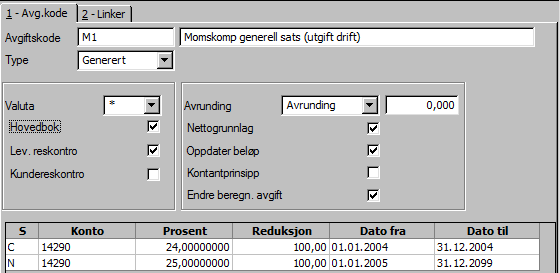 1 - Avg.kode 2 - Linker
Avgiftskode M1 Momskomp generell sats (utgift drift)
Type Generert
Valuta * Avrunding Avrunding 0,000
Hovedbok Nettogrunnlag
Lev. reskontro Oppdater beløp
Kundereskontro Kontantprinsipp
Endre beregn. avgift
S Konto Prosent Reduksjon Dato fra Dato til
C 14290 24,00000000 100,00 01.01.2004 31.12.2004
N 14290 25,00000000 100,00 01.01.2005 31.12.2099